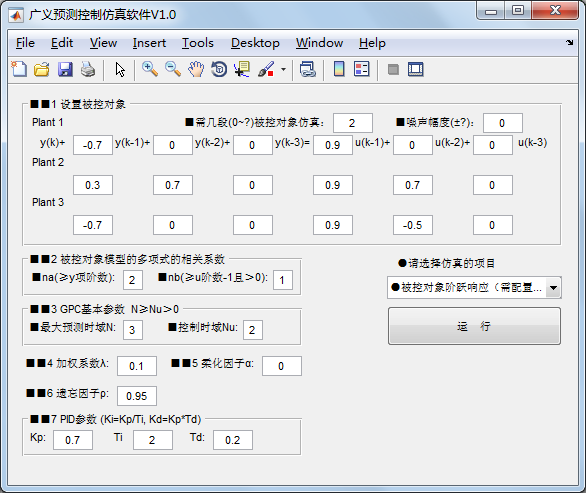 广义预测控制仿真软件V1.0
File Edit View Insert Tools Desktop Window Help
■■1 设置被控对象
Plant 1 ■需几段(0~?)被控对象仿真： 2 ■噪声幅度(±?)： 0
y(k)+ -0.7 y(k-1)+ 0 y(k-2)+ 0 y(k-3)= 0.9 u(k-1)+ 0 u(k-2)+ 0 u(k-3)
Plant 2
0.3 0.7 0 0.9 0.7 0
Plant 3
-0.7 0 0 0.9 -0.5 0
■■2 被控对象模型的多项式的相关系数
■na(≥y项阶数): 2 ■nb(≥u阶数-1且>0): 1
■■3 GPC基本参数 N≥Nu>0
■最大预测时域N: 3 ■控制时域Nu: 2
■■4 加权系数λ: 0.1 ■■5 柔化因子α: 0
■■6 遗忘因子ρ: 0.95
■■7 PID参数 (Ki=Kp/Ti, Kd=Kp*Td)
Kp: 0.7 Ti 2 Td: 0.2
●请选择仿真的项目
●被控对象阶跃响应（需配置...
运 行